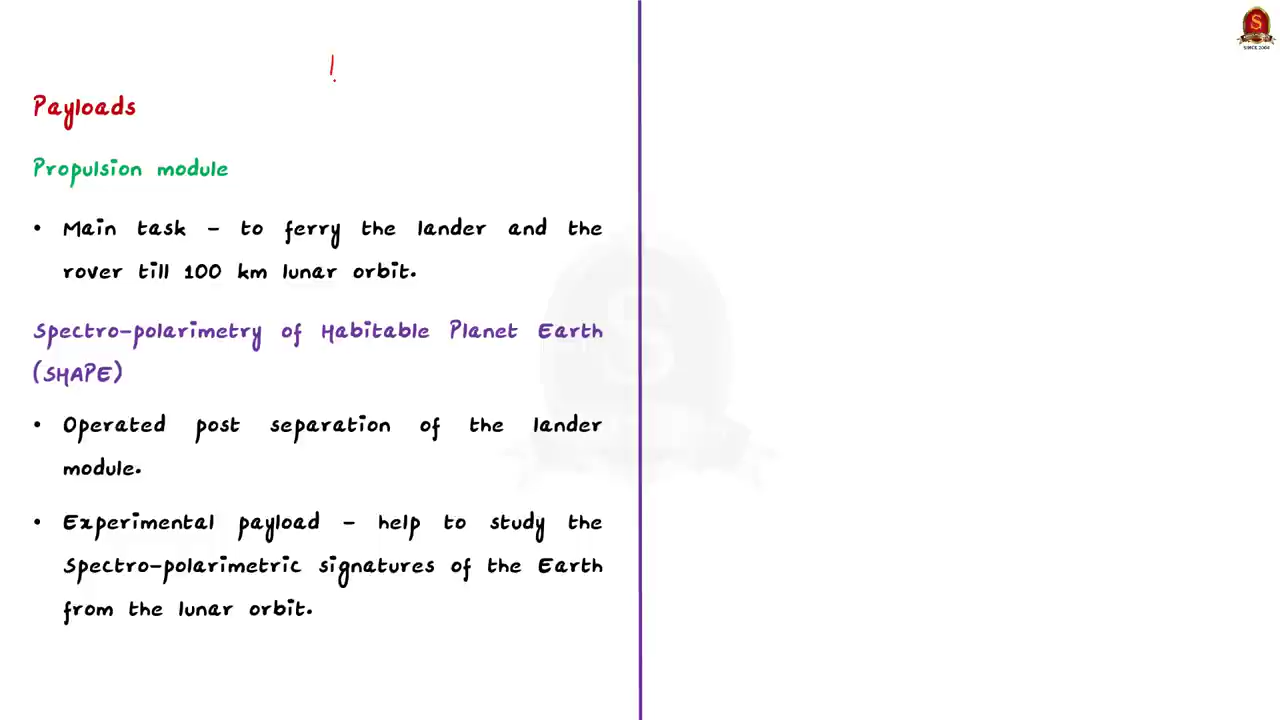 Payloads
Propulsion module
• Main task - to ferry the lander and the
rover till 100 km lunar orbit.
Spectro-polarimetry of Habitable Planet Earth
(SHAPE)
• Operated post separation of the lander
module.
• Experimental payload - help to study the
Spectro-polarimetric signatures of the Earth
from the lunar orbit.
S
SINCE 2004